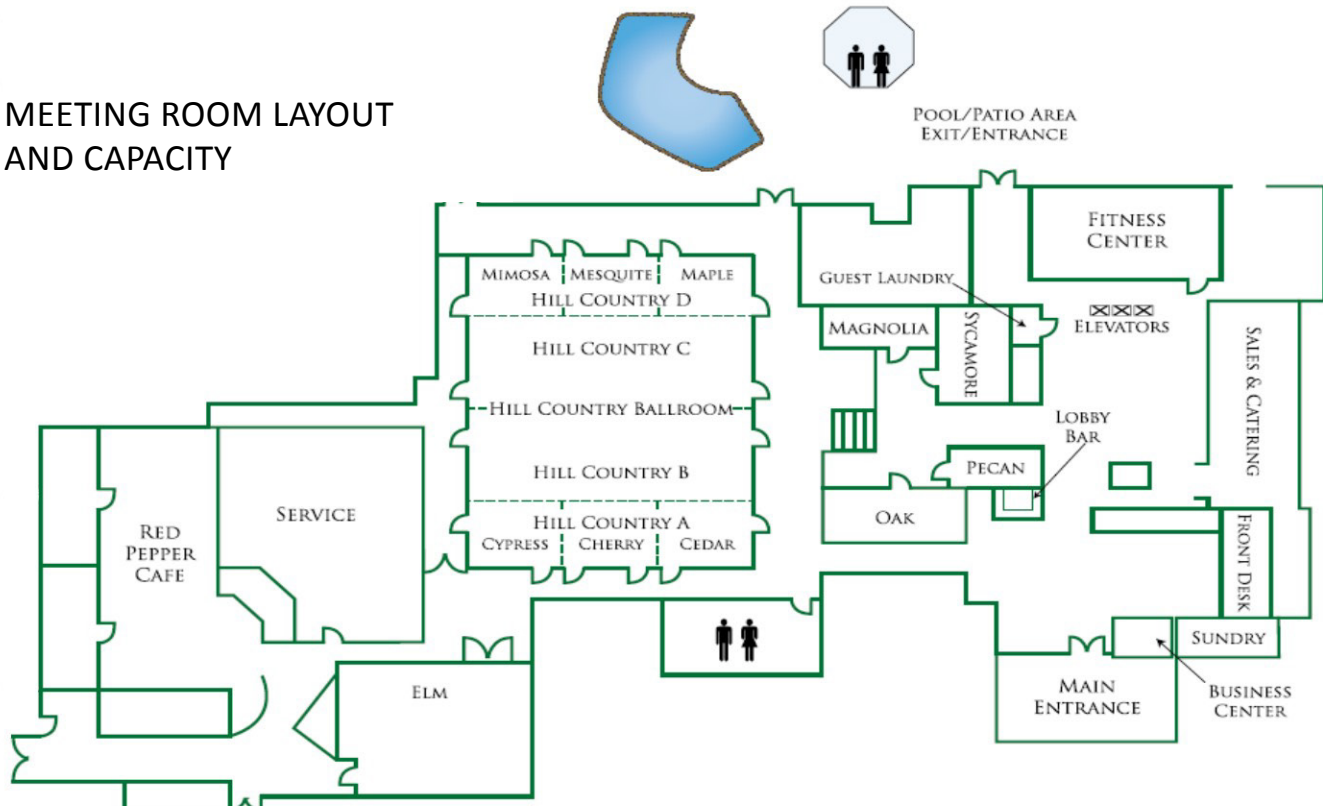 MEETING ROOM LAYOUT
AND CAPACITY
POOL/PATIO AREA
EXIT/ENTRANCE
FITNESS
CENTER
GUEST LAUNDRY
ELEVATORS
MIMOSA
MESQUITE
MAPLE
HILL COUNTRY D
HILL COUNTRY C
HILL COUNTRY BALLROOM
HILL COUNTRY B
HILL COUNTRY A
CYPRESS
CHERRY
CEDAR
MAGNOLIA
SYCAMORE
SALES & CATERING
LOBBY
BAR
PECAN
OAK
FRONT DESK
SERVICE
RED
PEPPER
CAFE
ELM
SUNDRY
MAIN
ENTRANCE
BUSINESS
CENTER